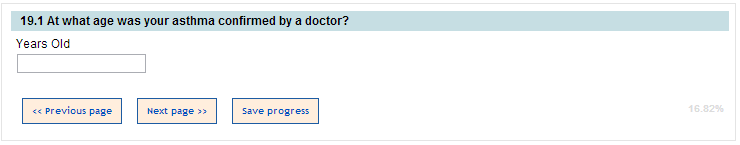 19.1 At what age was your asthma confirmed by a doctor?
Years Old
<< Previous page Next page >> Save progress 16.82%